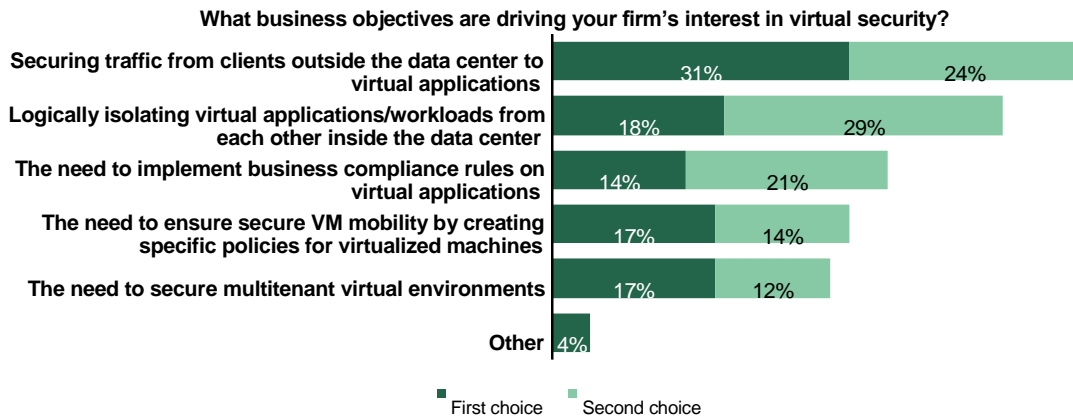 What business objectives are driving your firm’s interest in virtual security?
Securing traffic from clients outside the data center to
virtual applications
31%
24%
Logically isolating virtual applications/workloads from
each other inside the data center
18%
29%
The need to implement business compliance rules on
virtual applications
14%
21%
The need to ensure secure VM mobility by creating
specific policies for virtualized machines
17%
14%
The need to secure multitenant virtual environments
17%
12%
Other
4%
First choice
Second choice